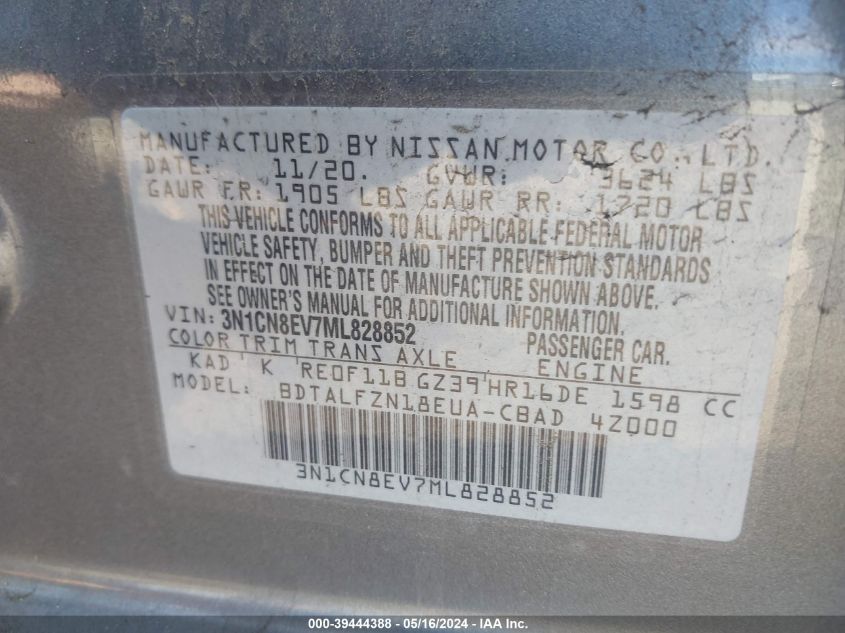 MANUFACTURED BY NISSAN MOTOR CO., LTD.
DATE: 11/20. GVWR: 3624 LBS
GAWR FR: 1905 LBS GAWR RR: 1720 LBS
THIS VEHICLE CONFORMS TO ALL APPLICABLE FEDERAL MOTOR
VEHICLE SAFETY, BUMPER AND THEFT PREVENTION STANDARDS
IN EFFECT ON THE DATE OF MANUFACTURE SHOWN ABOVE.
SEE OWNER'S MANUAL FOR ADDITIONAL INFORMATION.
VIN: 3N1CN8EV7ML828852 PASSENGER CAR.
COLOR TRIM TRANS AXLE ENGINE
KAD K RE0F11B GZ39 HR16DE 1598 CC
MODEL: BDTALFZN18EUA-CBAD 4Z000
3N1CN8EV7ML828852
000-39444388 - 05/16/2024 - IAA Inc.